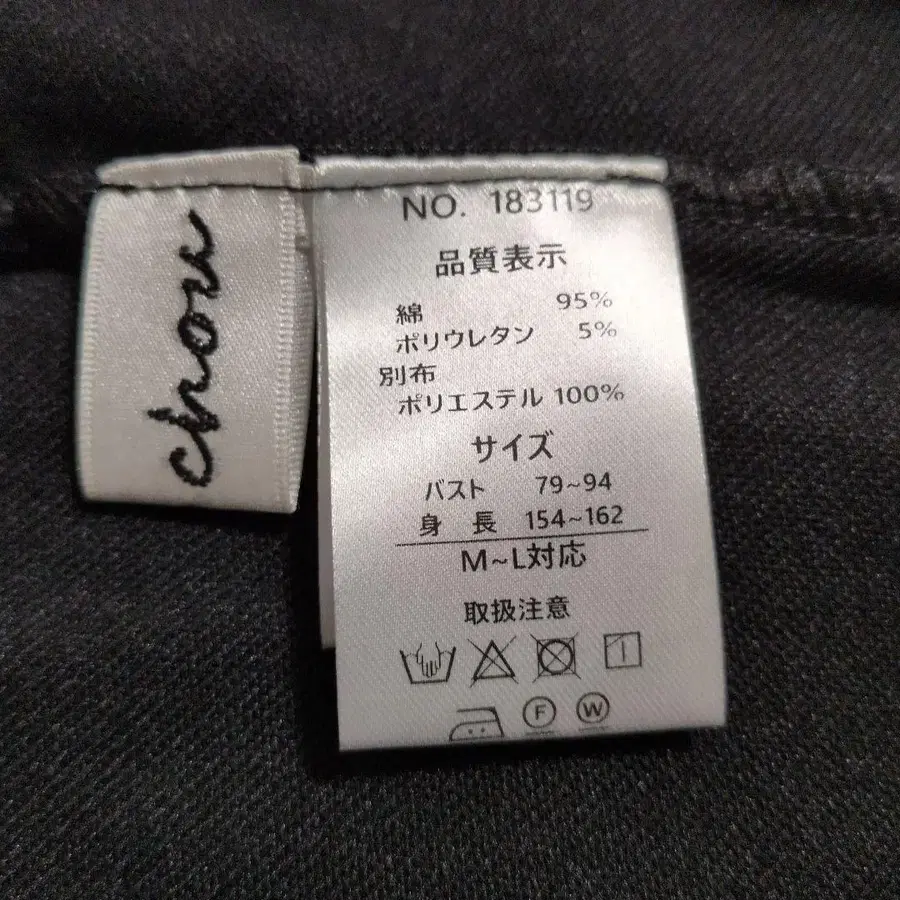 NO. 183119
品質表示
綿 95%
ポリウレタン 5%
別布
ポリエステル 100%
サイズ
バスト 79~94
身長 154~162
M~L対応
取扱注意
F W